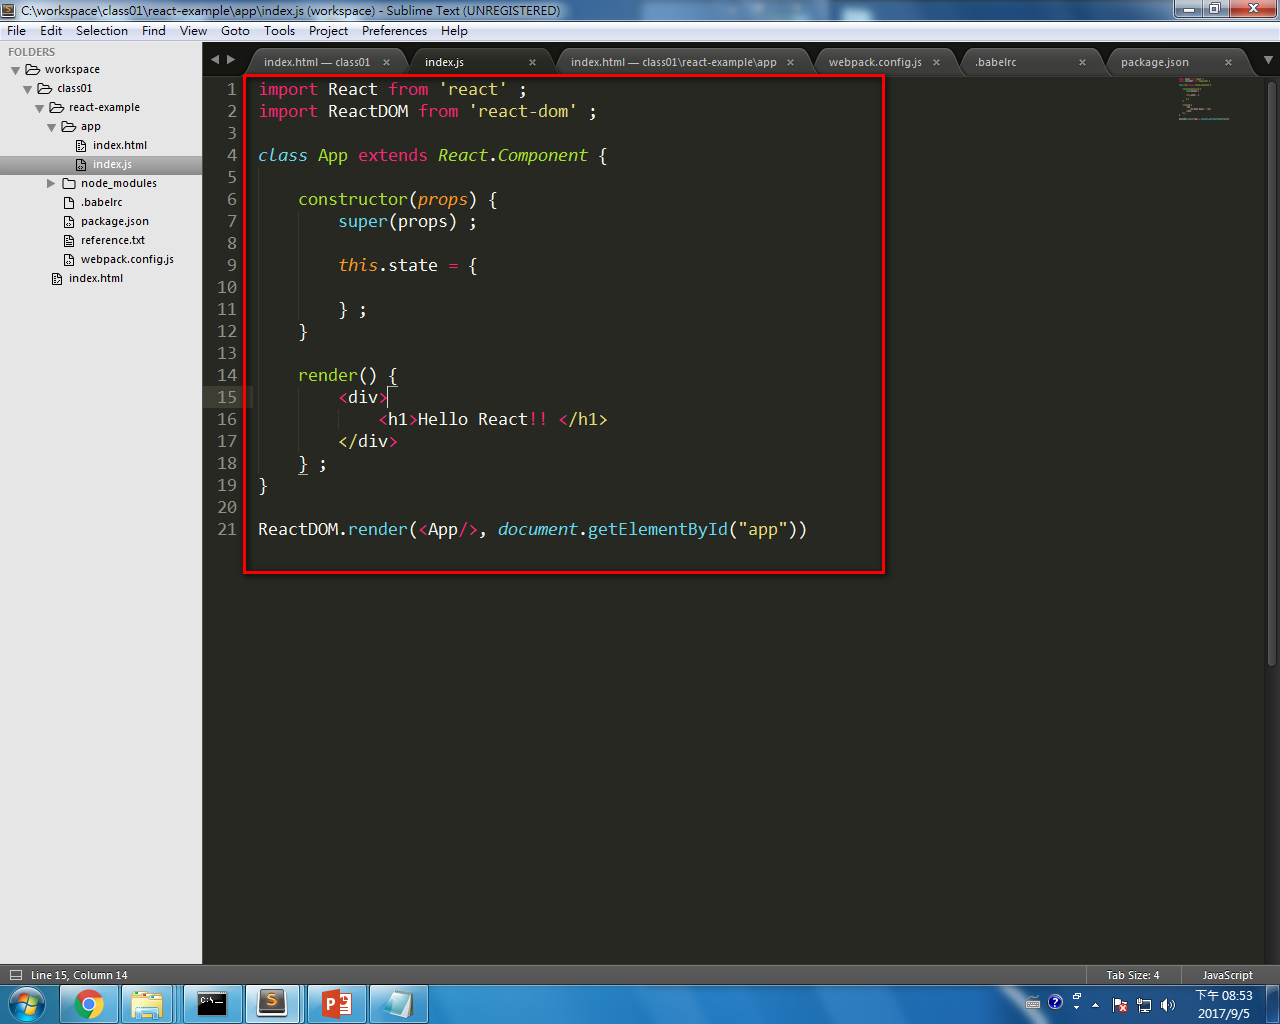 C:\workspace\class01\react-example\app\index.js (workspace) - Sublime Text (UNREGISTERED)
File Edit Selection Find View Goto Tools Project Preferences Help
FOLDERS
workspace
class01
react-example
app
index.html
index.js
node_modules
.babelrc
package.json
reference.txt
webpack.config.js
index.html
index.html — class01 × index.js × index.html — class01\react-example\app × webpack.config.js × .babelrc × package.json ×
1 import React from 'react' ;
2 import ReactDOM from 'react-dom' ;
3
4 class App extends React.Component {
5
6 constructor(props) {
7 super(props) ;
8
9 this.state = {
10
11 } ;
12 }
13
14 render() {
15 <div>
16 <h1>Hello React!! </h1>
17 </div>
18 } ;
19 }
20
21 ReactDOM.render(<App/>, document.getElementById("app"))
Line 15, Column 14 Tab Size: 4 JavaScript
下午 08:53
2017/9/5